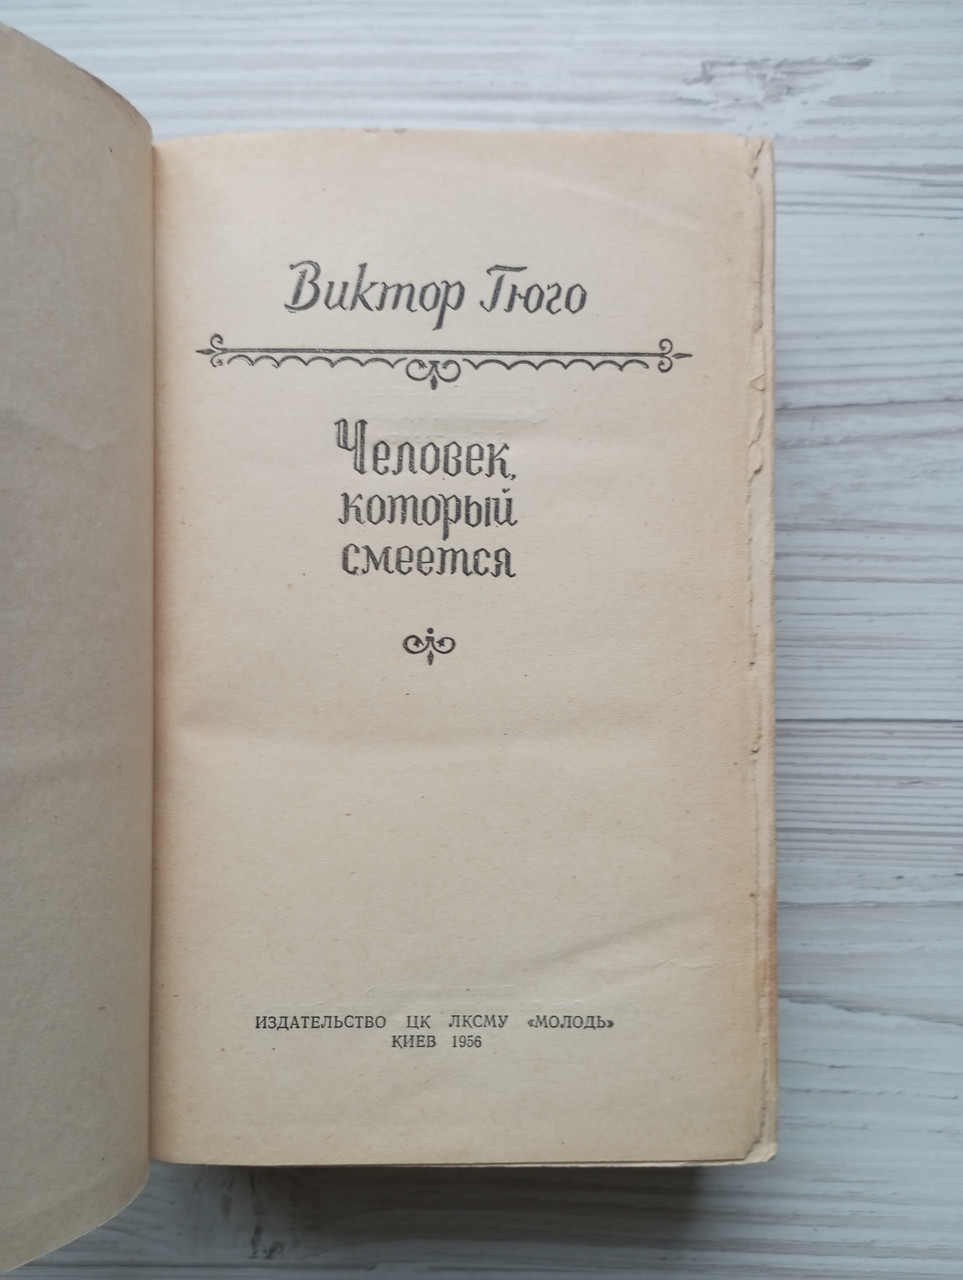 Виктор Гюго
Человек,
который
смеется
ИЗДАТЕЛЬСТВО ЦК ЛКСМУ «МОЛОДЬ»
КИЕВ 1956